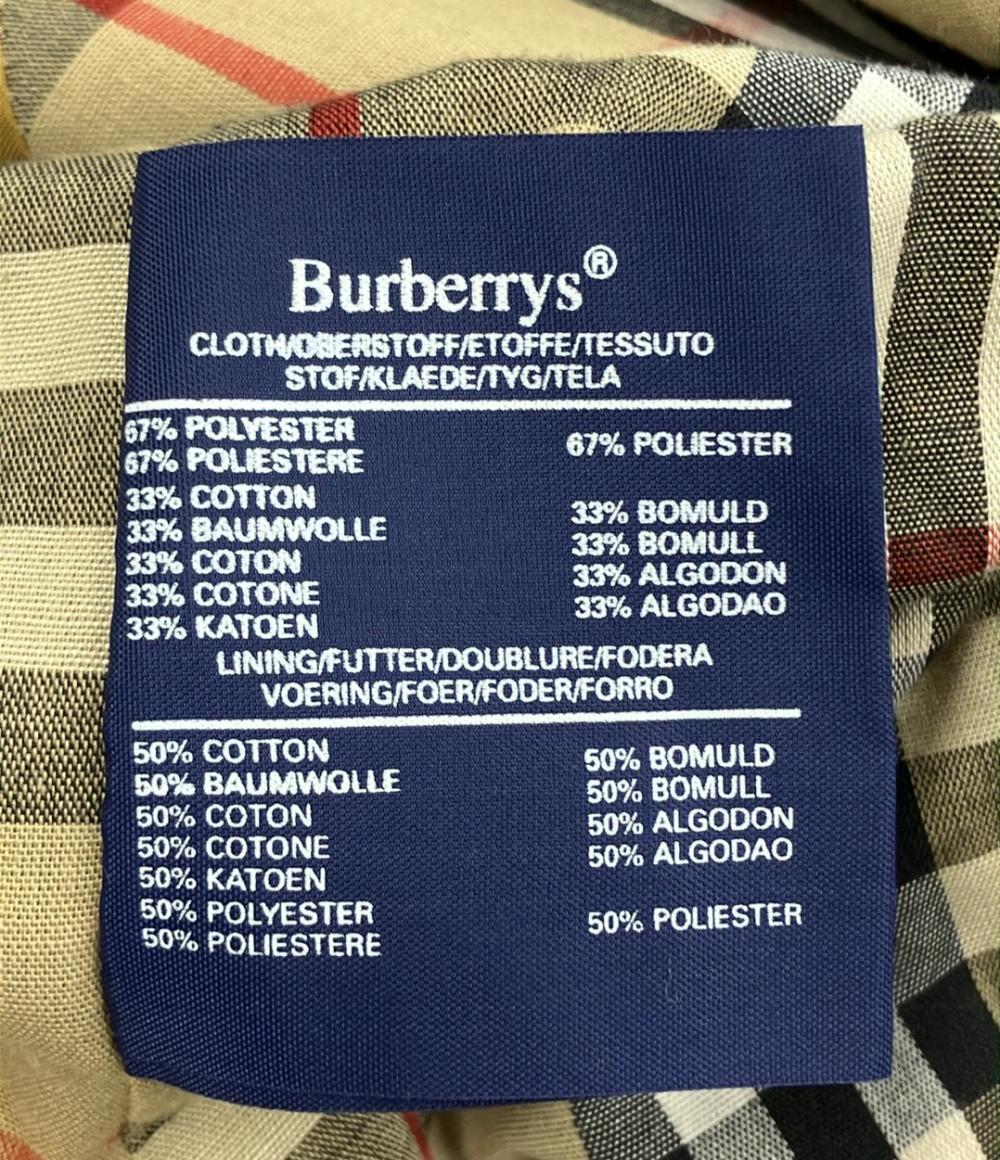 Burberrys®
CLOTH/OBERSTOFF/ETOFFE/TESSUTO
STOF/KLAEDE/TYG/TELA
67% POLYESTER
67% POLIESTERE
67% POLIESTER
33% COTTON
33% BAUMWOLLE
33% COTON
33% COTONE
33% KATOEN
33% BOMULD
33% BOMULL
33% ALGODON
33% ALGODAO
LINING/FUTTER/DOUBLURE/FODERA
VOERING/FOER/FODER/FORRO
50% COTTON
50% BAUMWOLLE
50% COTON
50% COTONE
50% KATOEN
50% POLYESTER
50% POLIESTERE
50% BOMULD
50% BOMULL
50% ALGODON
50% ALGODAO
50% POLIESTER